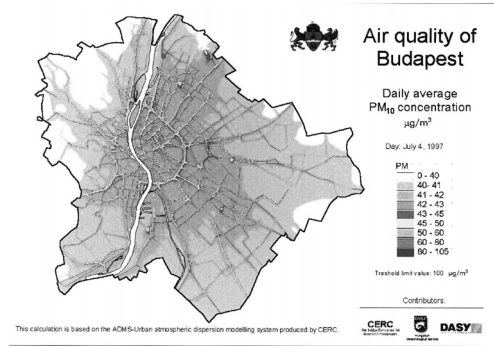 Air quality of
Budapest
Daily average
PM10 concentration
µg/m³
Day: July 4, 1997
PM
0 - 40
40- 41
41 - 42
42 - 43
43 - 45
45 - 50
50 - 60
60 - 80
80 - 105
Treshold limit value: 100 µg/m³
Contributors:
CERC
DASY
This calculation is based on the ADMS-Urban atmospheric dispersion modelling system produced by CERC.